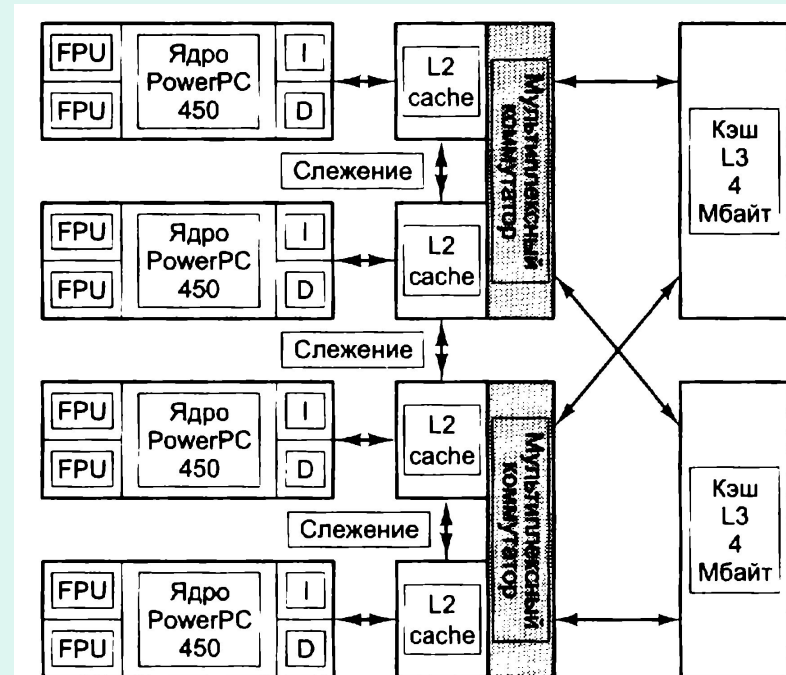 FPU
FPU
Ядро
PowerPC
450
I
D
L2
cache
Мультиплексный
коммутатор
Кэш
L3
4
Мбайт
Слежение
FPU
FPU
Ядро
PowerPC
450
I
D
L2
cache
Слежение
FPU
FPU
Ядро
PowerPC
450
I
D
L2
cache
Мультиплексный
коммутатор
Кэш
L3
4
Мбайт
Слежение
FPU
FPU
Ядро
PowerPC
450
I
D
L2
cache